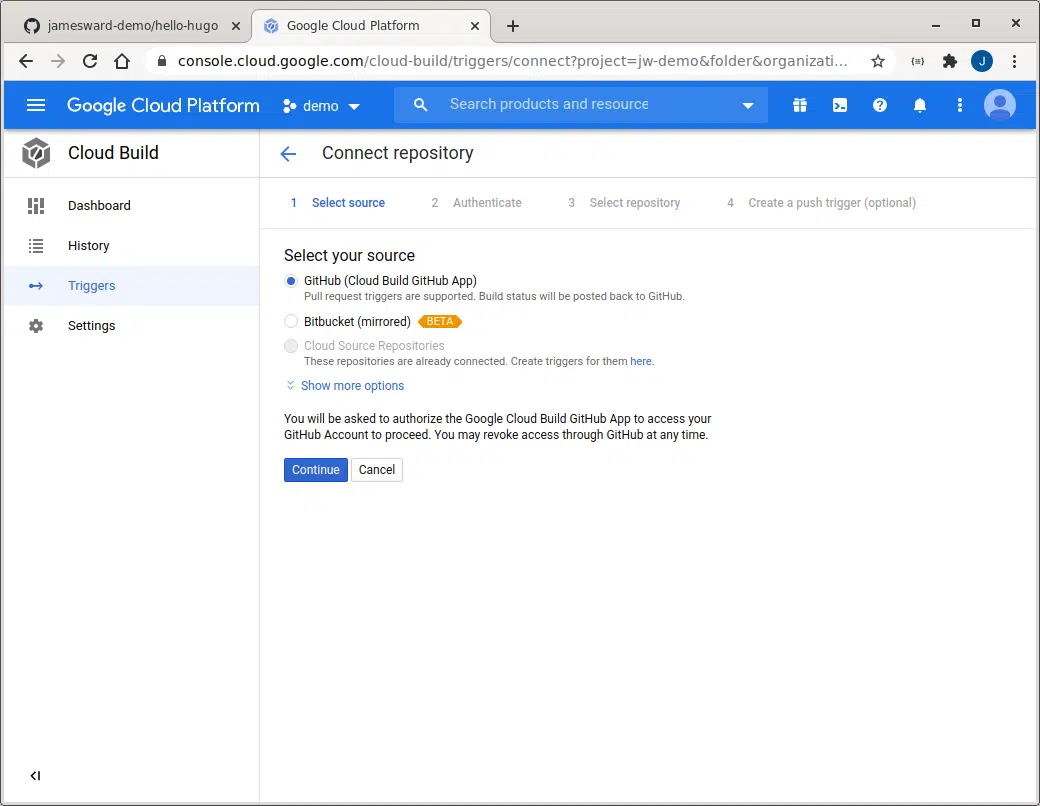 jamesward-demo/hello-hugo
Google Cloud Platform
console.cloud.google.com/cloud-build/triggers/connect?project=jw-demo&folder&organizati...
J
Google Cloud Platform
demo
Search products and resource
Cloud Build
Connect repository
Dashboard
History
Triggers
Settings
1 Select source 2 Authenticate 3 Select repository 4 Create a push trigger (optional)
Select your source
GitHub (Cloud Build GitHub App)
Pull request triggers are supported. Build status will be posted back to GitHub.
Bitbucket (mirrored) BETA
Cloud Source Repositories
These repositories are already connected. Create triggers for them here.
Show more options
You will be asked to authorize the Google Cloud Build GitHub App to access your
GitHub Account to proceed. You may revoke access through GitHub at any time.
Continue Cancel